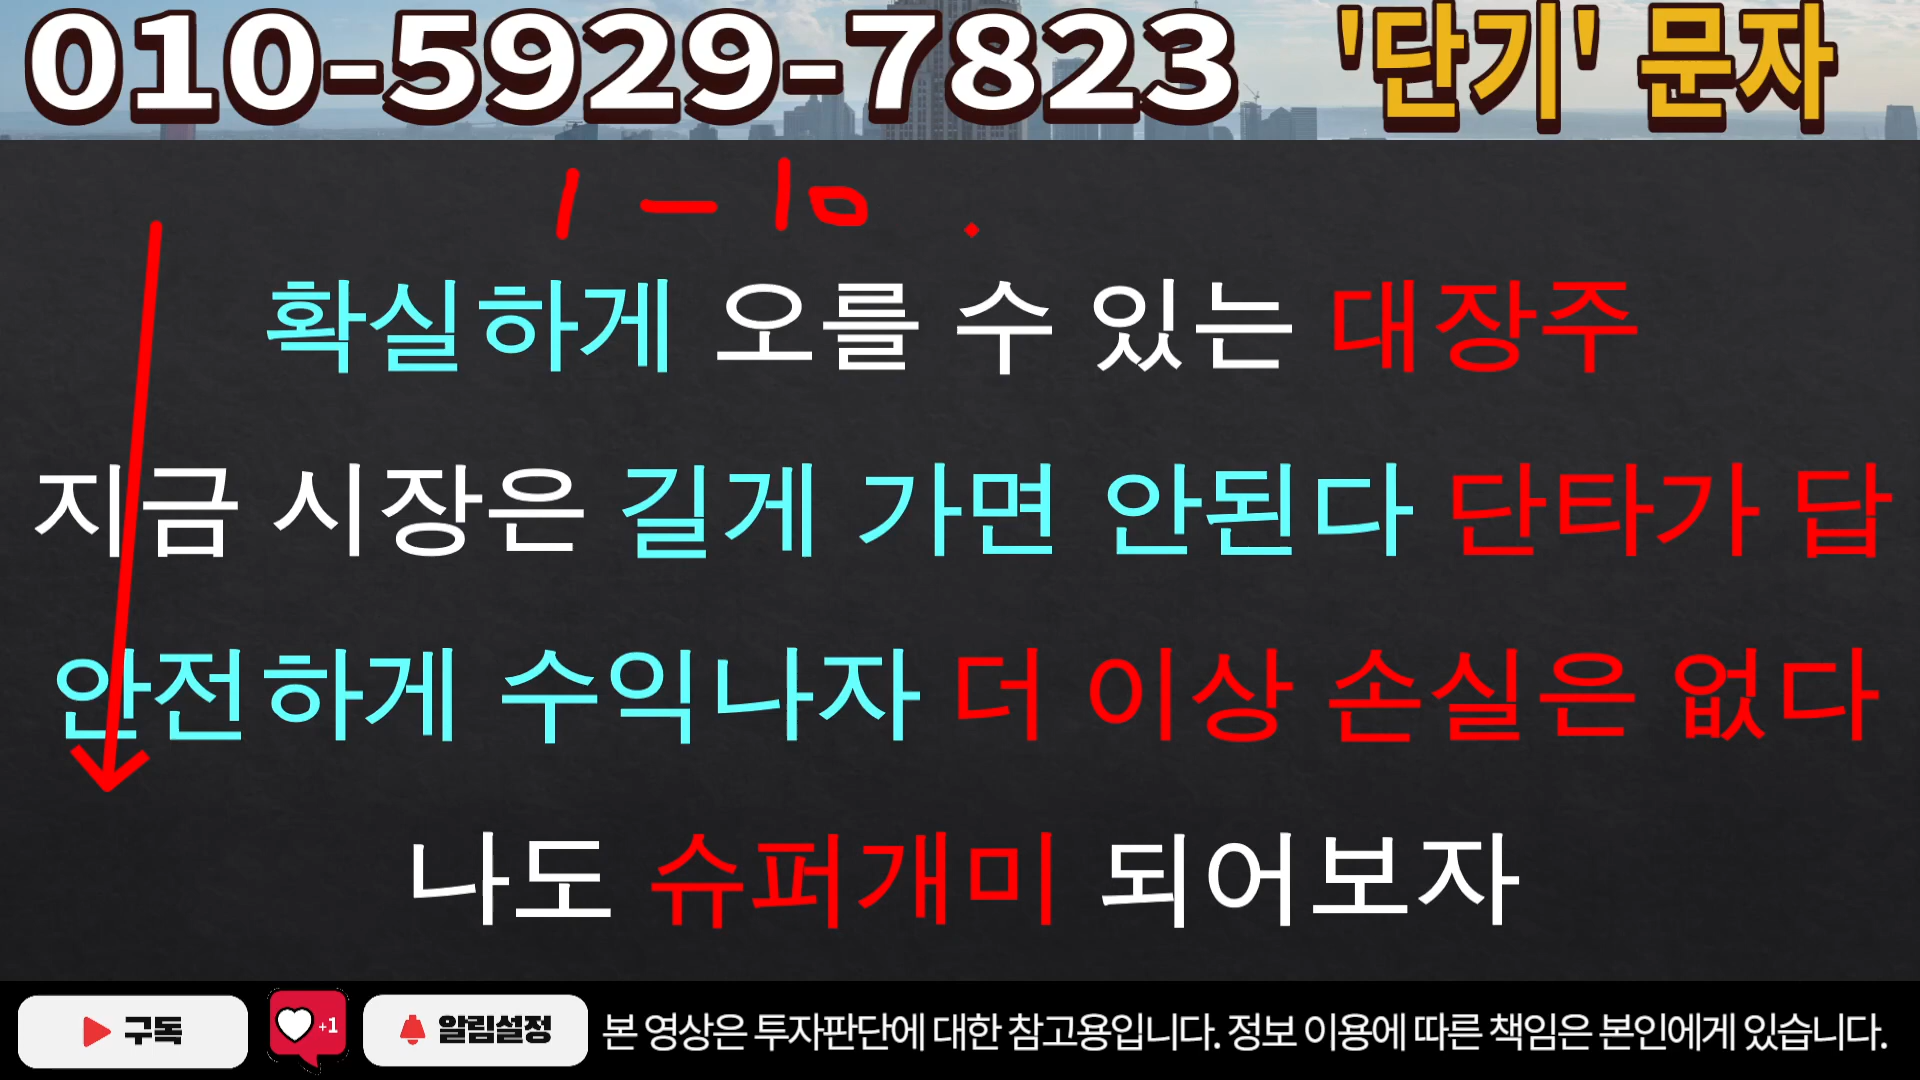 010-5929-7823 '단기' 문자
1 - 10
확실하게 오를 수 있는 대장주
지금 시장은 길게 가면 안된다 단타가 답
안전하게 수익나자 더 이상 손실은 없다
나도 슈퍼개미 되어보자
구독 +1 알림설정 본 영상은 투자판단에 대한 참고용입니다. 정보 이용에 따른 책임은 본인에게 있습니다.